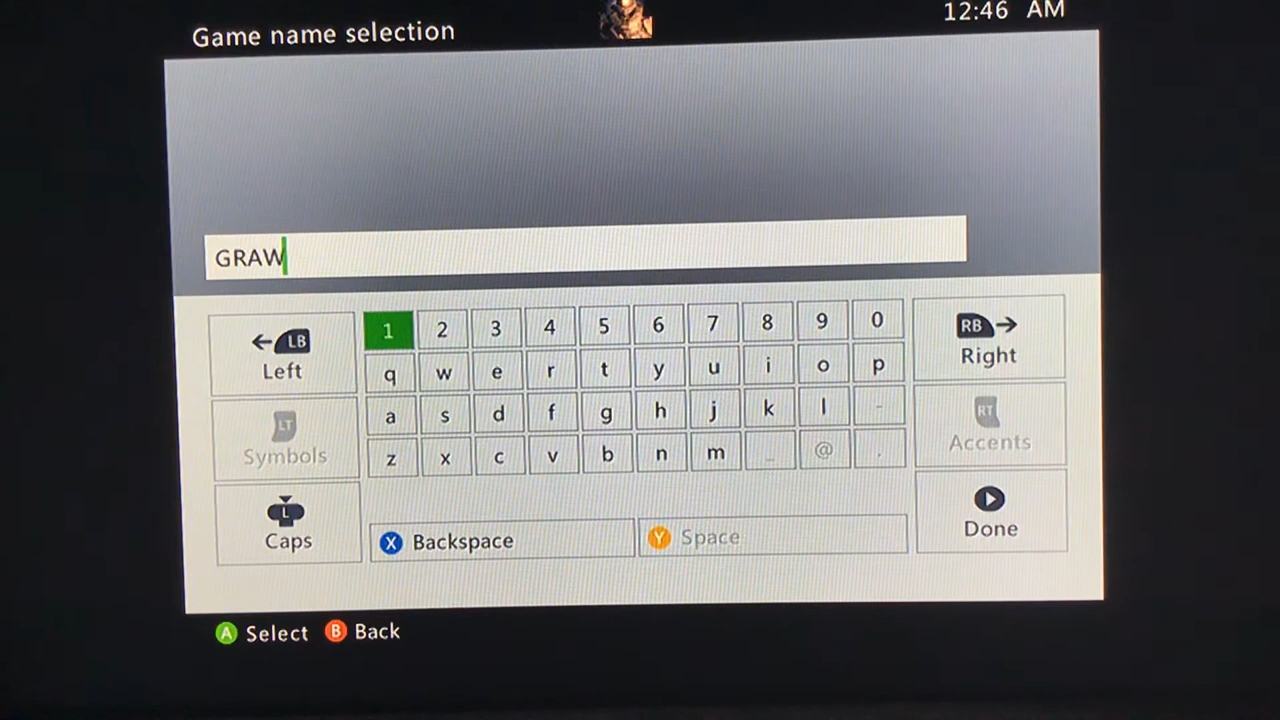 12:46 AM
Game name selection
GRAW
LB
Left
1 2 3 4 5 6 7 8 9 0
RB
Right
q w e r t y u i o p
LT
Symbols
a s d f g h j k l -
RT
Accents
z x c v b n m _ @ .
L
Caps
X Backspace
Y Space
Done
A Select B Back